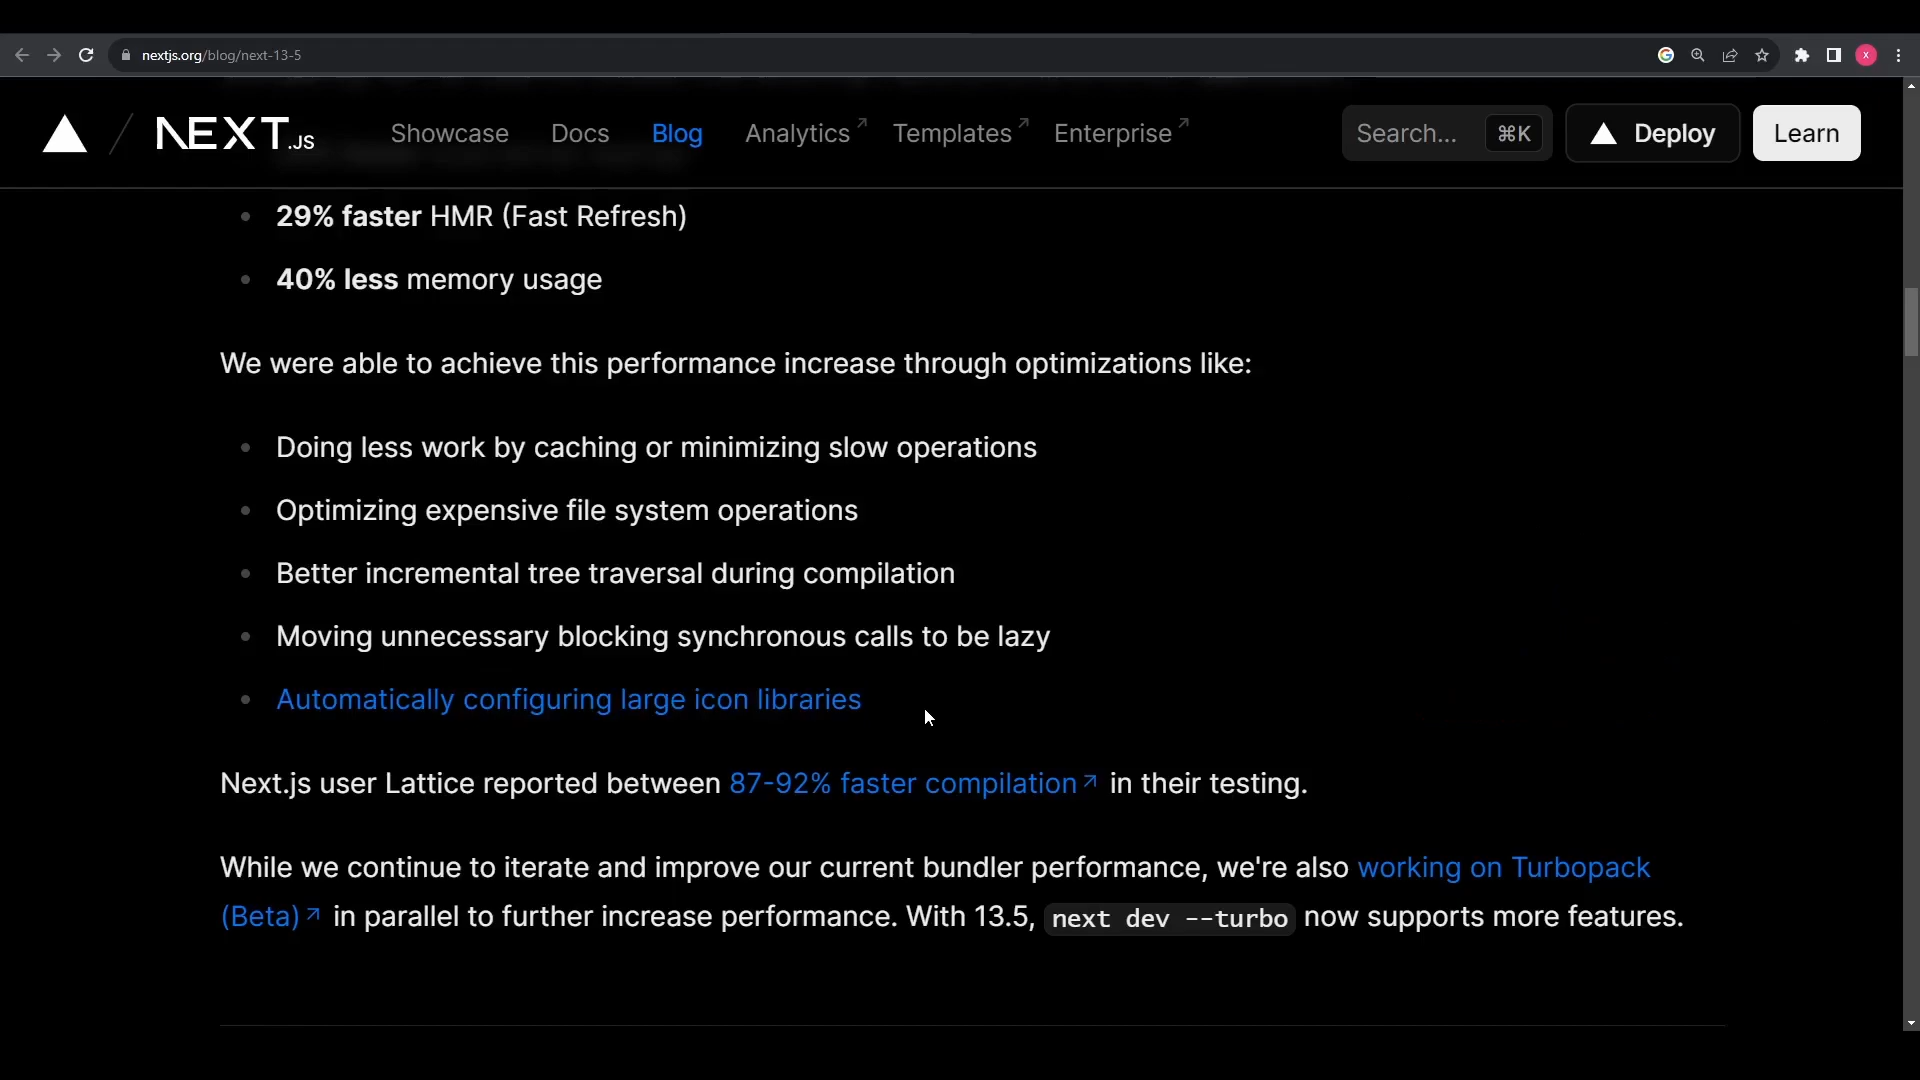 nextjs.org/blog/next-13-5
x
NEXT.JS
Showcase
Docs
Blog
Analytics
Templates
Enterprise
Search...
⌘K
Deploy
Learn
29% faster HMR (Fast Refresh)
40% less memory usage
We were able to achieve this performance increase through optimizations like:
Doing less work by caching or minimizing slow operations
Optimizing expensive file system operations
Better incremental tree traversal during compilation
Moving unnecessary blocking synchronous calls to be lazy
Automatically configuring large icon libraries
Next.js user Lattice reported between 87-92% faster compilation in their testing.
While we continue to iterate and improve our current bundler performance, we're also working on Turbopack
(Beta) in parallel to further increase performance. With 13.5, next dev --turbo now supports more features.